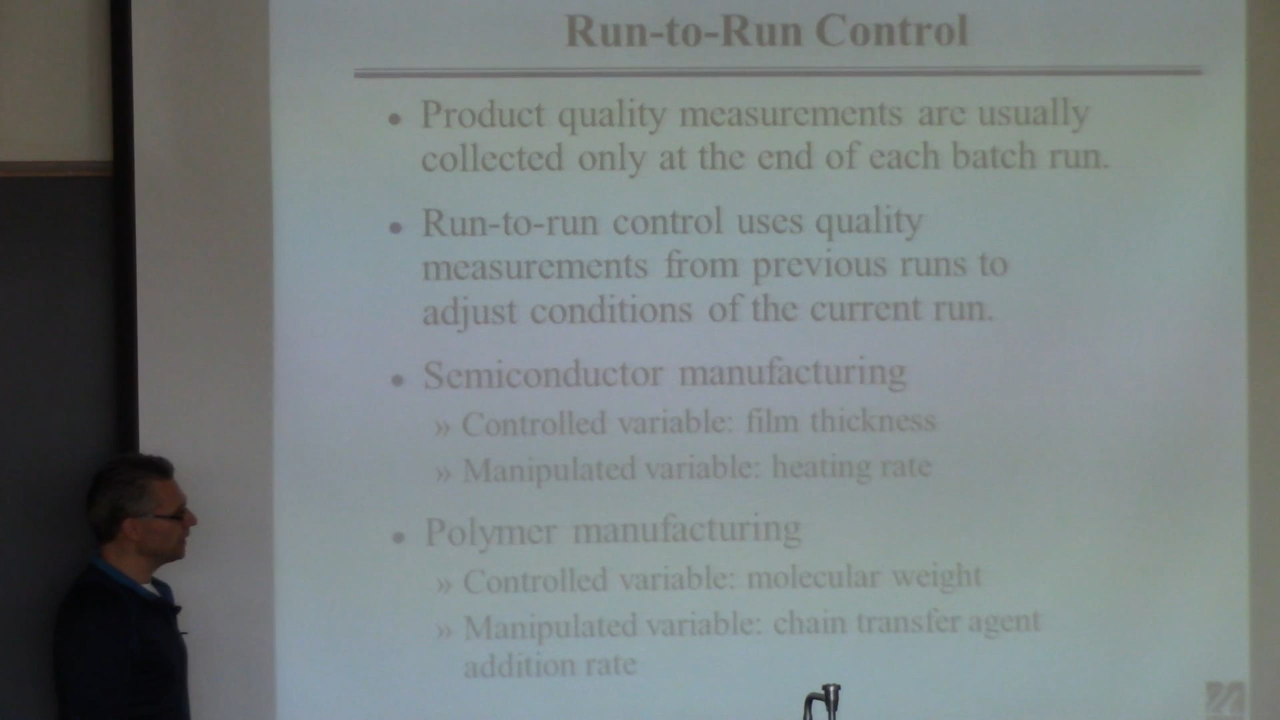 Run-to-Run Control
• Product quality measurements are usually
collected only at the end of each batch run.
• Run-to-run control uses quality
measurements from previous runs to
adjust conditions of the current run.
• Semiconductor manufacturing
» Controlled variable: film thickness
» Manipulated variable: heating rate
• Polymer manufacturing
» Controlled variable: molecular weight
» Manipulated variable: chain transfer agent
addition rate